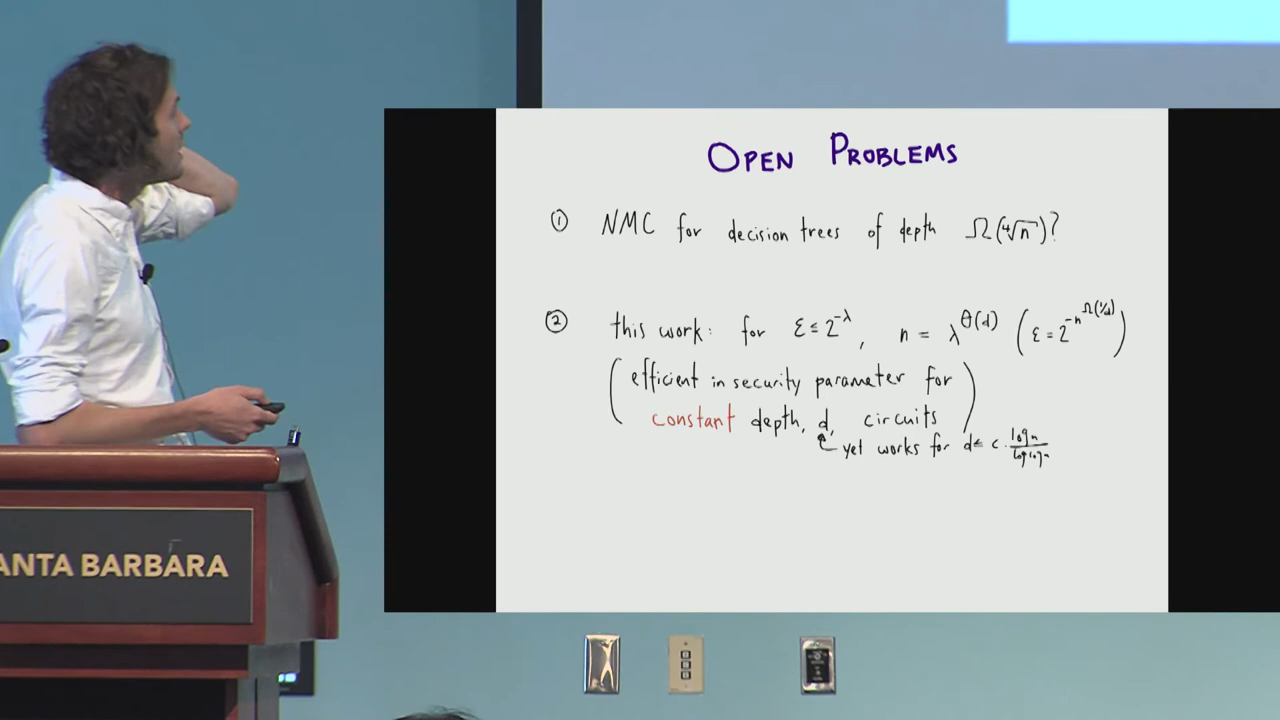 OPEN PROBLEMS
① NMC for decision trees of depth Ω(∜n)?
② this work: for ε ≤ 2^{-λ}, n = λ^{Θ(d)} (ε = 2^{-n^{Ω(1/d)}})
(efficient in security parameter for
constant depth, d, circuits)
yet works for d ≤ c · log n / log log n
ANTA BARBARA